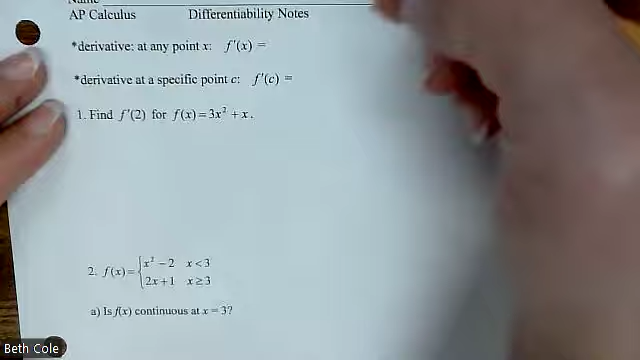 Name
AP Calculus Differentiability Notes
*derivative: at any point x: f'(x) =
*derivative at a specific point c: f'(c) =
1. Find f'(2) for f(x) = 3x² + x.
2. f(x) = { x² − 2 x < 3
2x + 1 x ≥ 3
a) Is f(x) continuous at x = 3?
Beth Cole